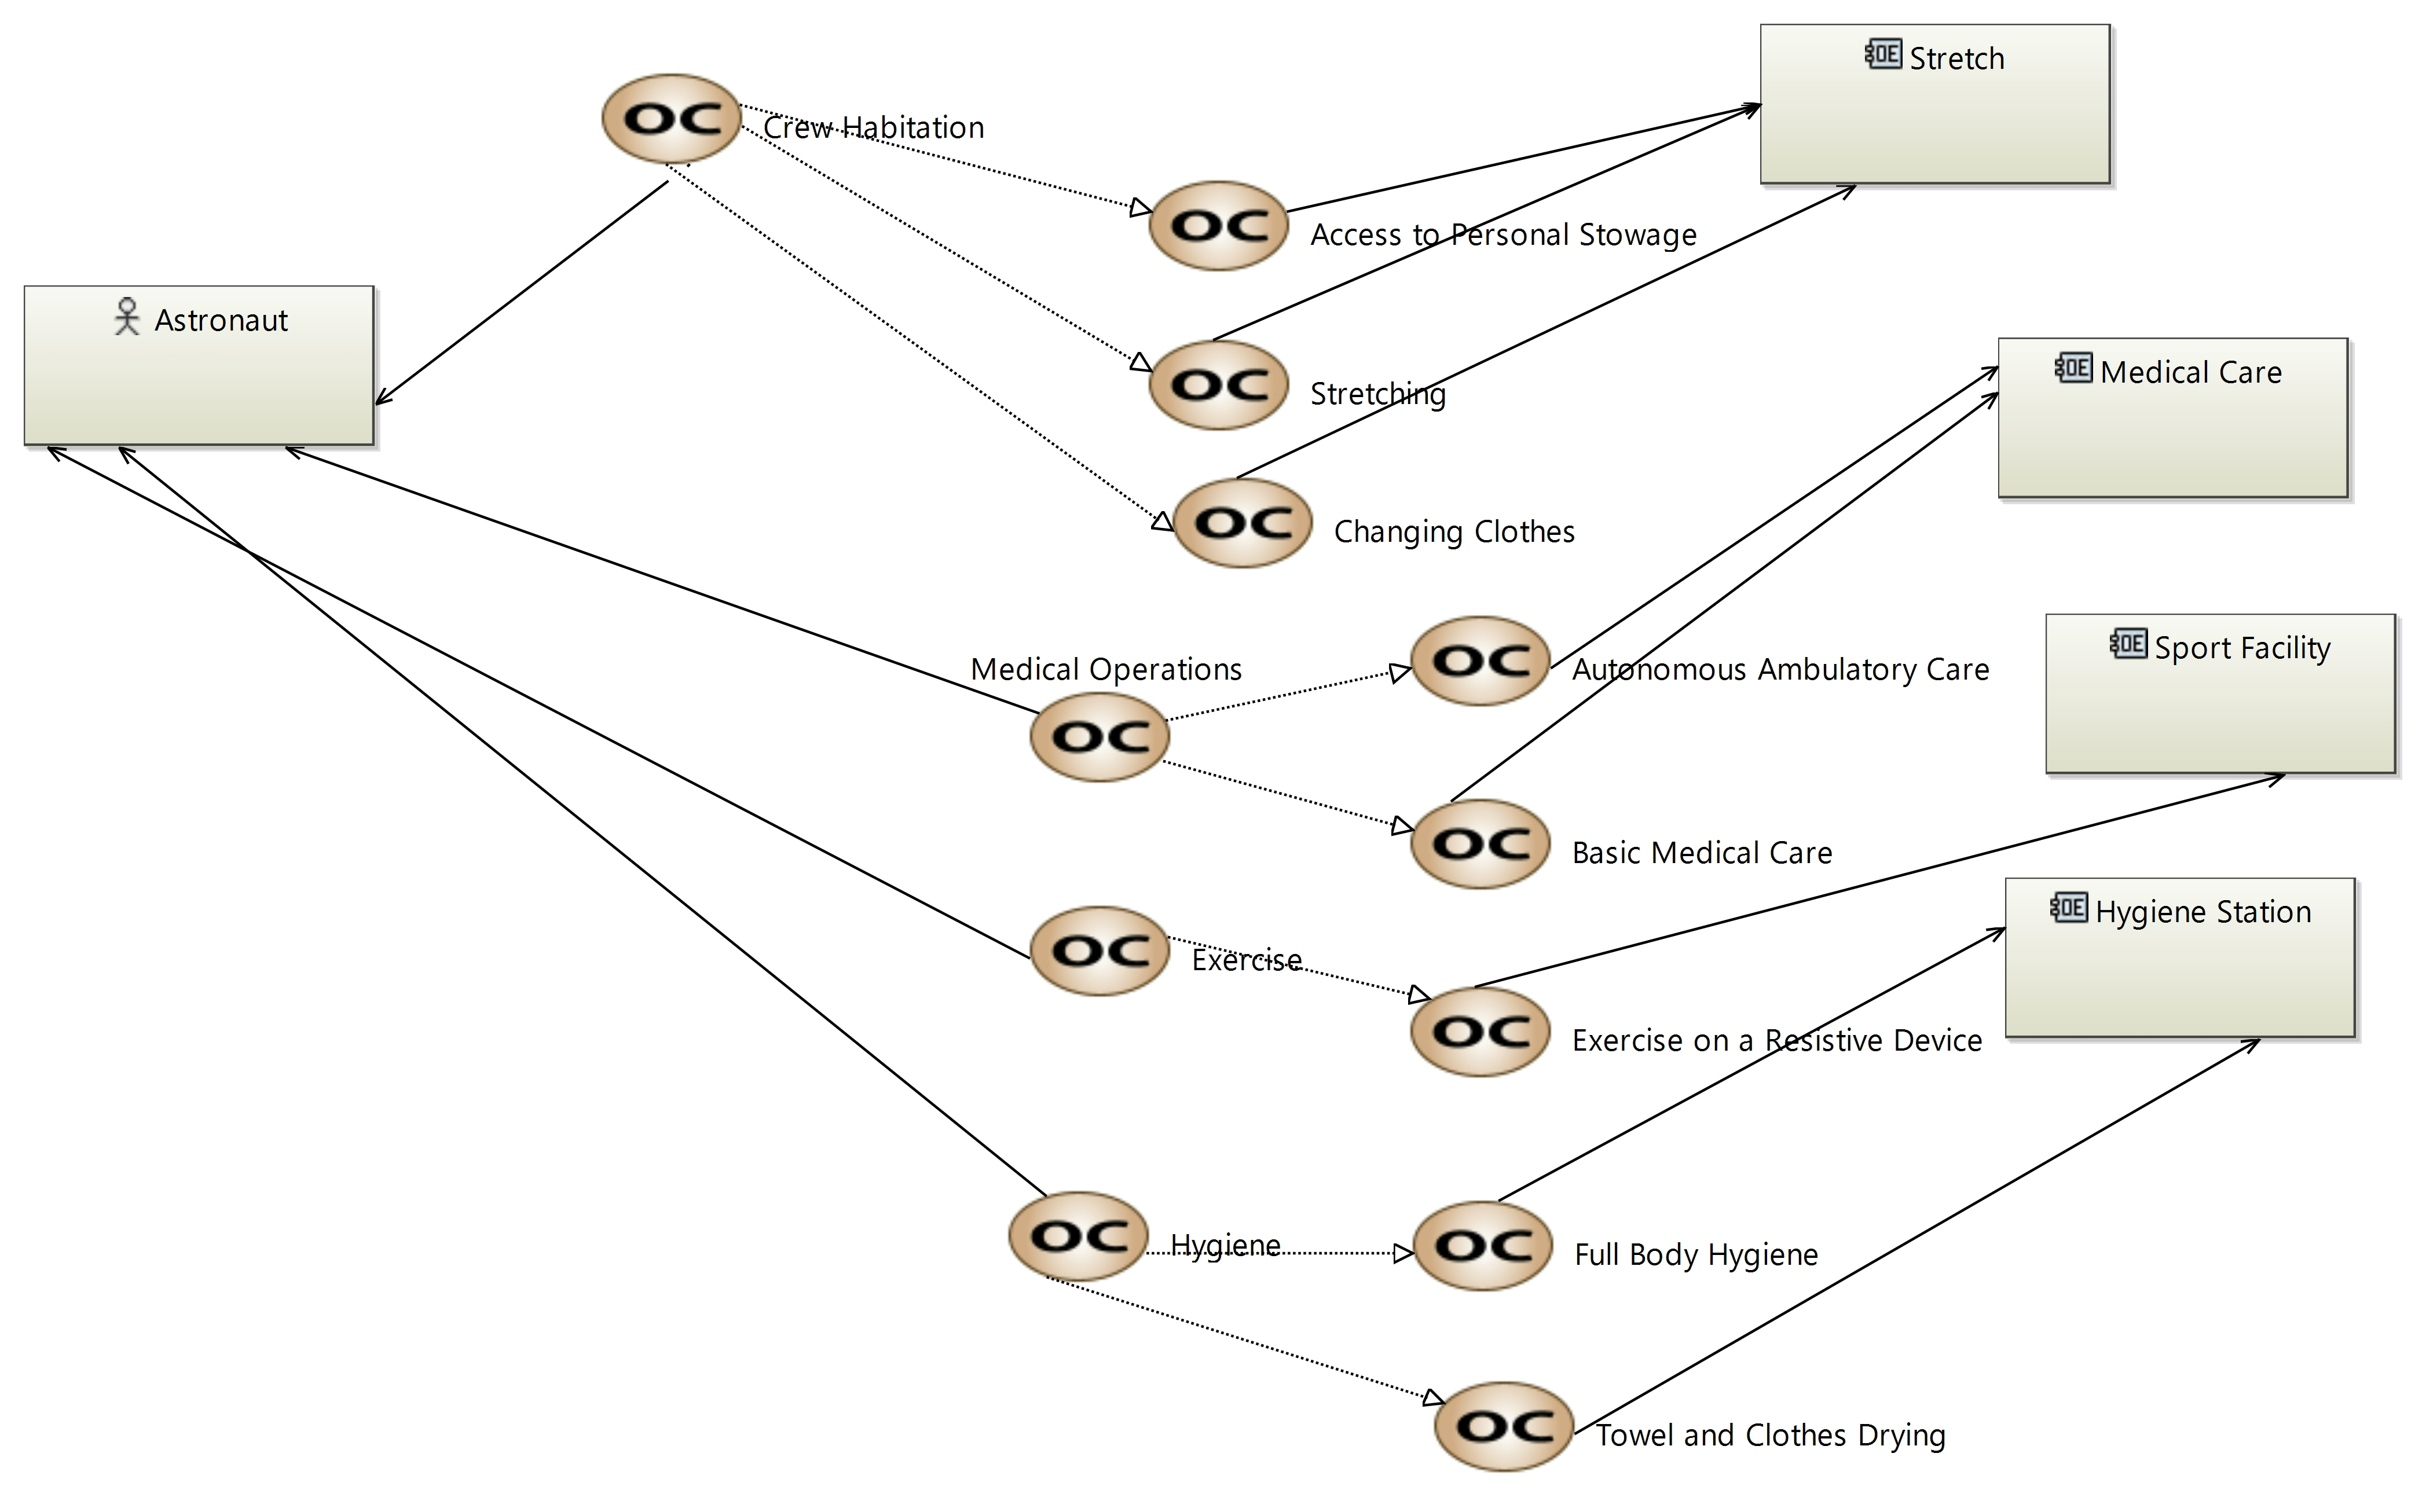 OE Stretch
OC Crew Habitation
OC Access to Personal Stowage
Astronaut
OC Stretching
OE Medical Care
OC Changing Clothes
OE Sport Facility
Medical Operations
OC
OC Autonomous Ambulatory Care
OC Basic Medical Care
OE Hygiene Station
OC Exercise
OC Exercise on a Resistive Device
OC Hygiene
OC Full Body Hygiene
OC Towel and Clothes Drying